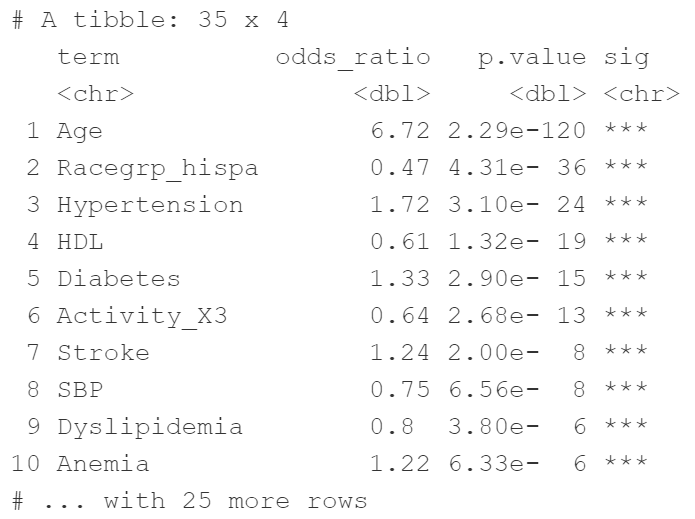 # A tibble: 35 x 4
term odds_ratio p.value sig
<chr> <dbl> <dbl> <chr>
1 Age 6.72 2.29e-120 ***
2 Racegrp_hispa 0.47 4.31e- 36 ***
3 Hypertension 1.72 3.10e- 24 ***
4 HDL 0.61 1.32e- 19 ***
5 Diabetes 1.33 2.90e- 15 ***
6 Activity_X3 0.64 2.68e- 13 ***
7 Stroke 1.24 2.00e- 8 ***
8 SBP 0.75 6.56e- 8 ***
9 Dyslipidemia 0.8 3.80e- 6 ***
10 Anemia 1.22 6.33e- 6 ***
# ... with 25 more rows